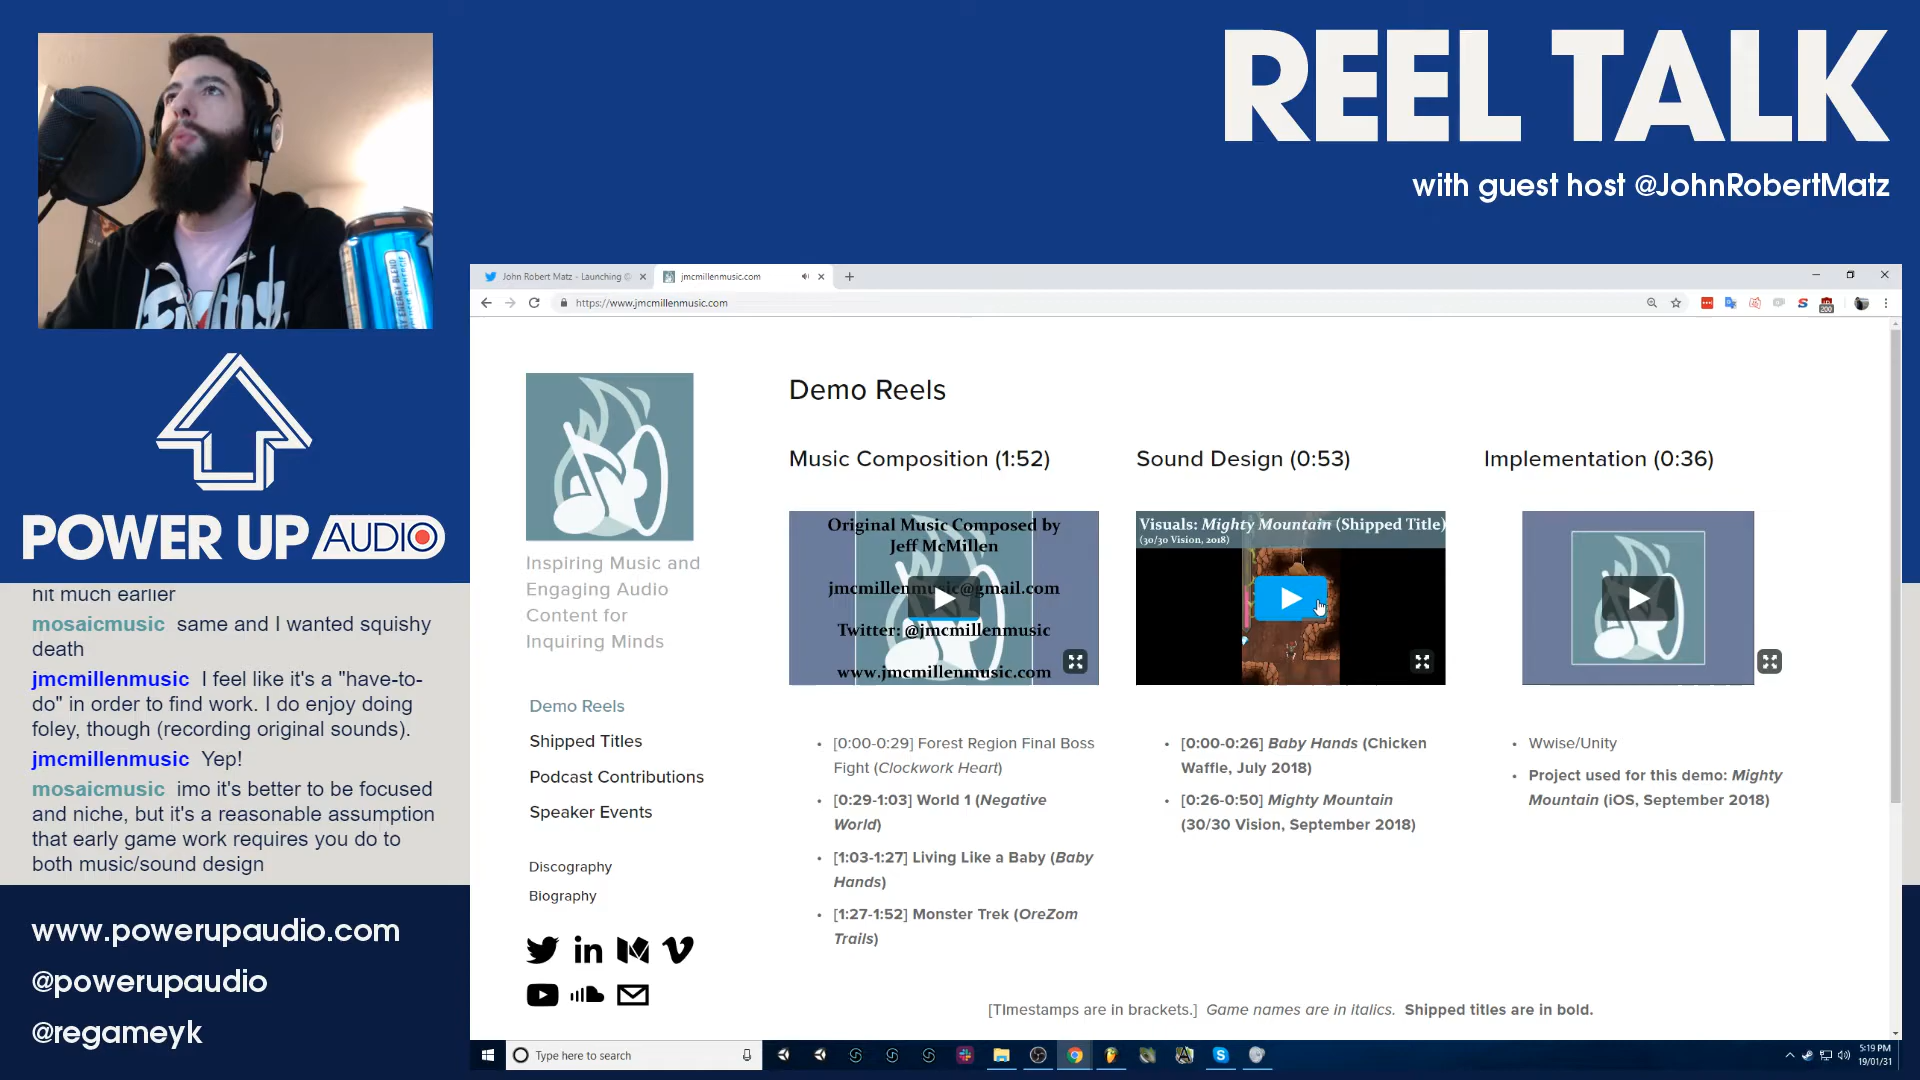 REEL TALK
with guest host @JohnRobertMatz
POWER UP AUDIO
hit much earlier
mosaicmusic same and I wanted squishy
death
jmcmillenmusic I feel like it's a "have-to-
do" in order to find work. I do enjoy doing
foley, though (recording original sounds).
jmcmillenmusic Yep!
mosaicmusic imo it's better to be focused
and niche, but it's a reasonable assumption
that early game work requires you do to
both music/sound design
www.powerupaudio.com
@powerupaudio
@regameyk
John Robert Matz - Launching
jmcmillenmusic.com
https://www.jmcmillenmusic.com
200
Inspiring Music and
Engaging Audio
Content for
Inquiring Minds
Demo Reels
Shipped Titles
Podcast Contributions
Speaker Events
Discography
Biography
Demo Reels
Music Composition (1:52)
Original Music Composed by
Jeff McMillen
jmcmillenmusic@gmail.com
Twitter: @jmcmillenmusic
www.jmcmillenmusic.com
[0:00-0:29] Forest Region Final Boss
Fight (Clockwork Heart)
[0:29-1:03] World 1 (Negative
World)
[1:03-1:27] Living Like a Baby (Baby
Hands)
[1:27-1:52] Monster Trek (OreZom
Trails)
Sound Design (0:53)
Visuals: Mighty Mountain (Shipped Title)
(30/30 Vision, 2018)
[0:00-0:26] Baby Hands (Chicken
Waffle, July 2018)
[0:26-0:50] Mighty Mountain
(30/30 Vision, September 2018)
Implementation (0:36)
Wwise/Unity
Project used for this demo: Mighty
Mountain (iOS, September 2018)
[TImestamps are in brackets.] Game names are in italics. Shipped titles are in bold.
Type here to search
5:19 PM
19/01/31